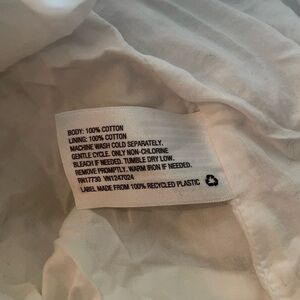 BODY: 100% COTTON
LINING: 100% COTTON
MACHINE WASH COLD SEPARATELY.
GENTLE CYCLE. ONLY NON-CHLORINE
BLEACH IF NEEDED. TUMBLE DRY LOW.
REMOVE PROMPTLY. WARM IRON IF NEEDED.
RN17730 VN1247024
LABEL MADE FROM 100% RECYCLED PLASTIC